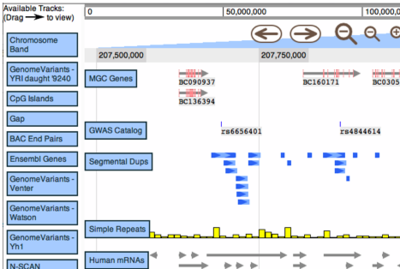 Available Tracks:
(Drag → to view)
0
50,000,000
100,000,
Chromosome
Band
207,500,000
207,750,000
GenomeVariants -
YRI daught '9240
MGC Genes
BC090937
BC136394
BC160171
BC0305
CpG Islands
Gap
GWAS Catalog
rs6656401
rs4844614
BAC End Pairs
Ensembl Genes
Segmental Dups
GenomeVariants -
Venter
GenomeVariants -
Watson
Simple Repeats
GenomeVariants -
Yh1
Human mRNAs
N-SCAN